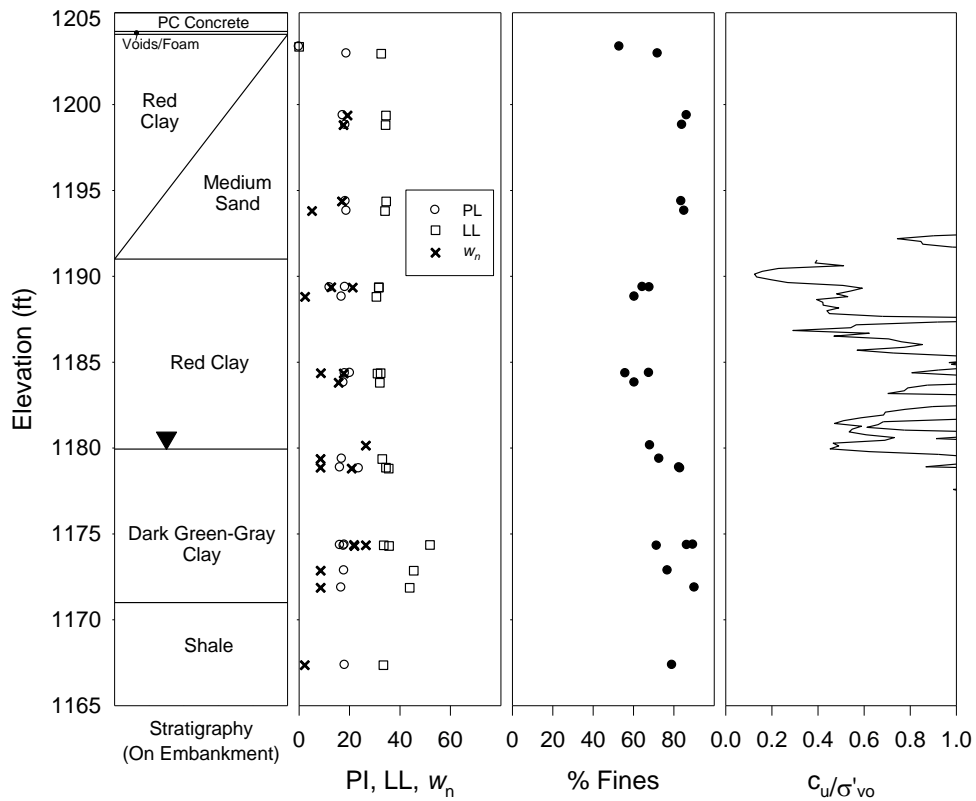 1205
PC Concrete
Voids/Foam
Red
Clay
1200
Medium
Sand
1195
PL
LL
wn
1190
Elevation (ft)
Red Clay
1185
1180
Dark Green-Gray
Clay
1175
1170
Shale
1165
Stratigraphy
(On Embankment)
0 20 40 60
PI, LL, wn
0 20 40 60 80
% Fines
0.0 0.2 0.4 0.6 0.8 1.0
cu/σ'vo